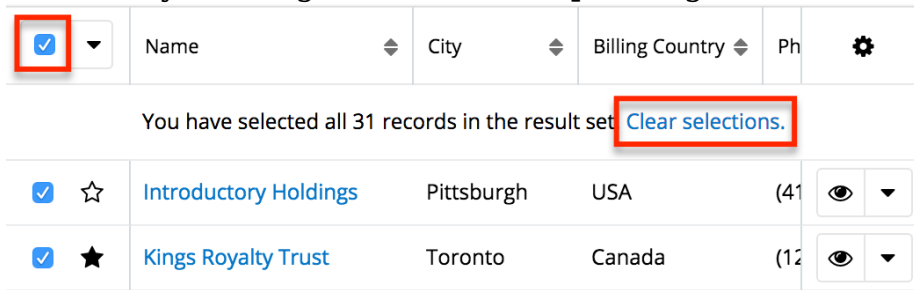 Name City Billing Country Ph
You have selected all 31 records in the result set Clear selections.
Introductory Holdings Pittsburgh USA (41
Kings Royalty Trust Toronto Canada (12